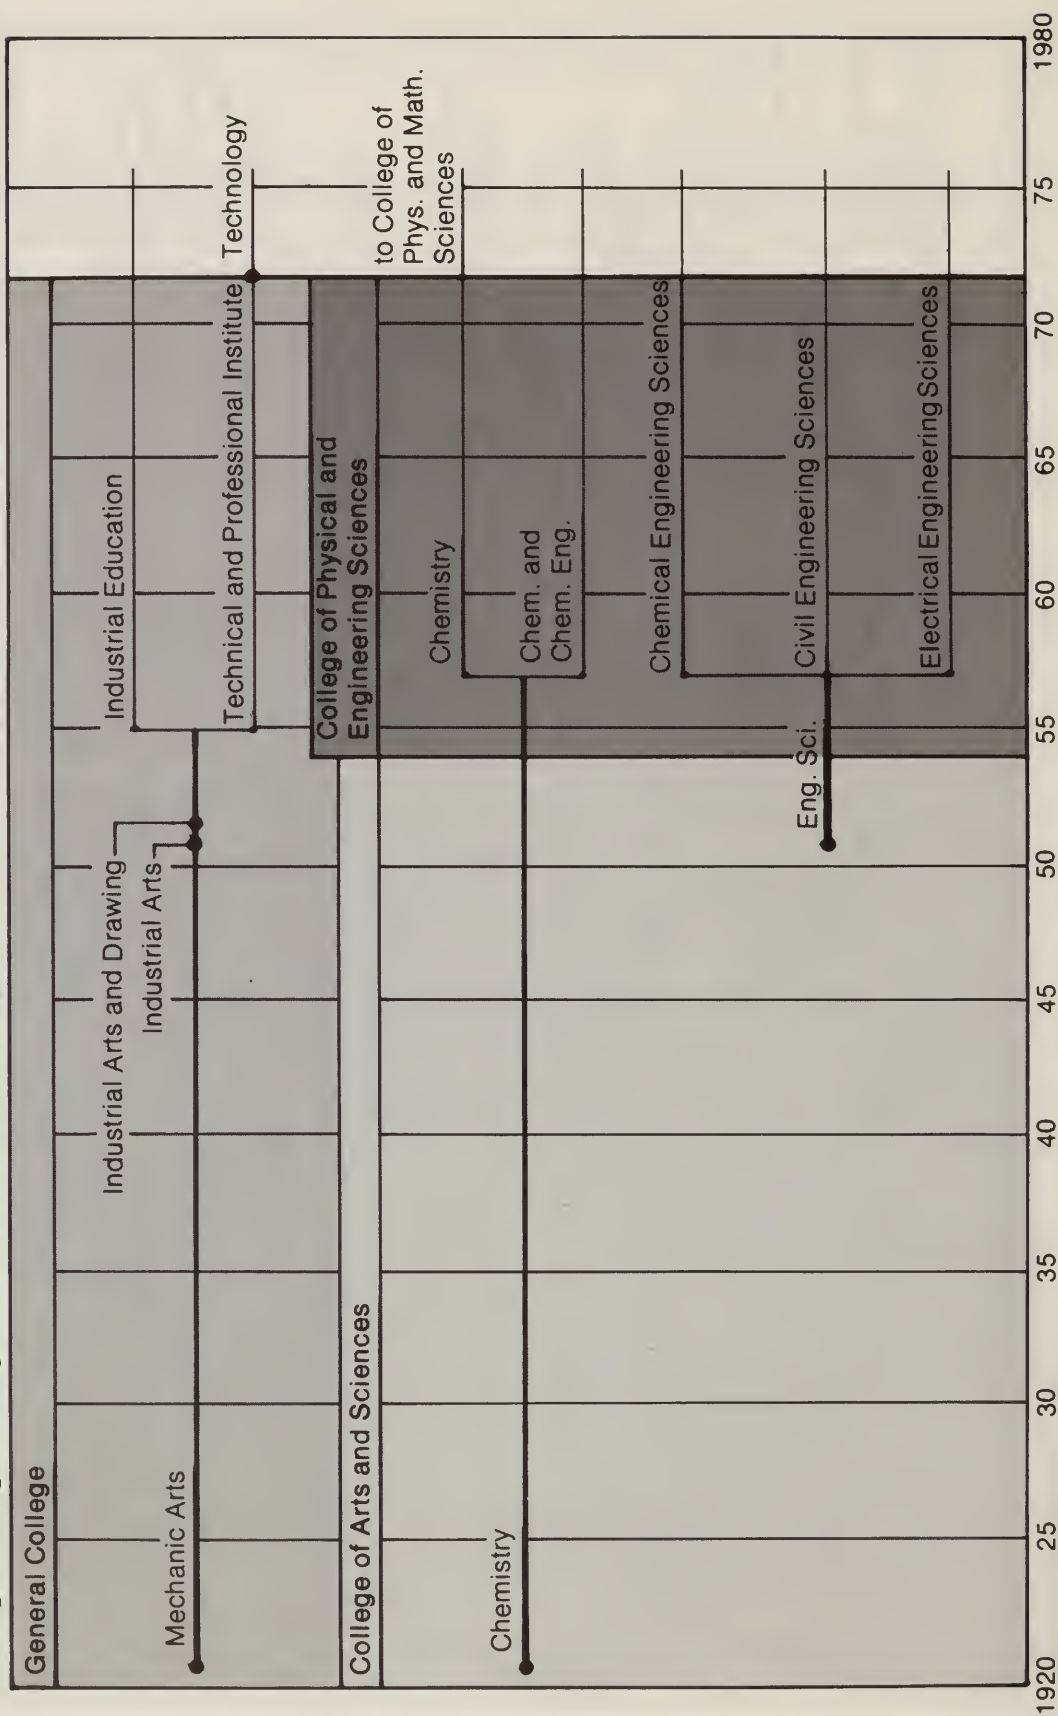 General College
Mechanic Arts
Industrial Arts and Drawing
Industrial Arts
Industrial Education
Technical and Professional Institute
Technology
College of Arts and Sciences
College of Physical and
Engineering Sciences
to College of
Phys. and Math.
Sciences
Chemistry
Chemistry
Chem. and
Chem. Eng.
Chemical Engineering Sciences
Eng. Sci.
Civil Engineering Sciences
Electrical Engineering Sciences
1920 25 30 35 40 45 50 55 60 65 70 75 1980